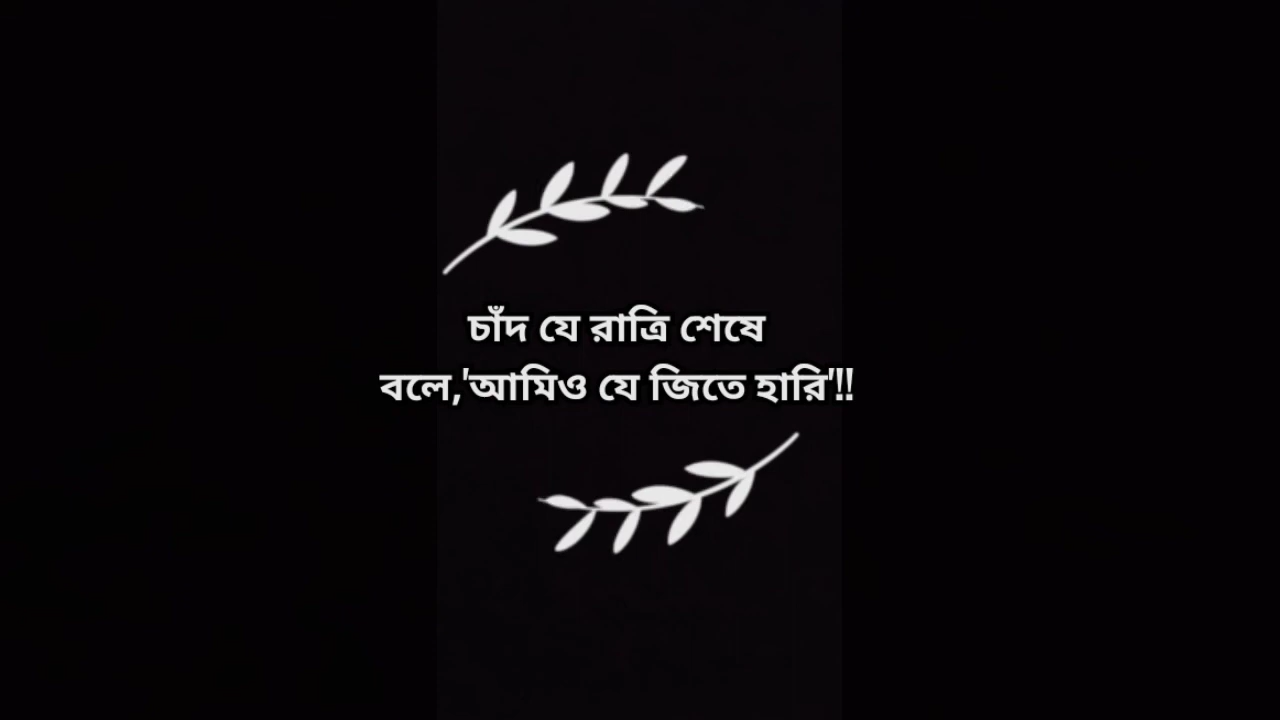 চাঁদ যে রাত্রি শেষে
বলে,'আমিও যে জিতে হারি'!!